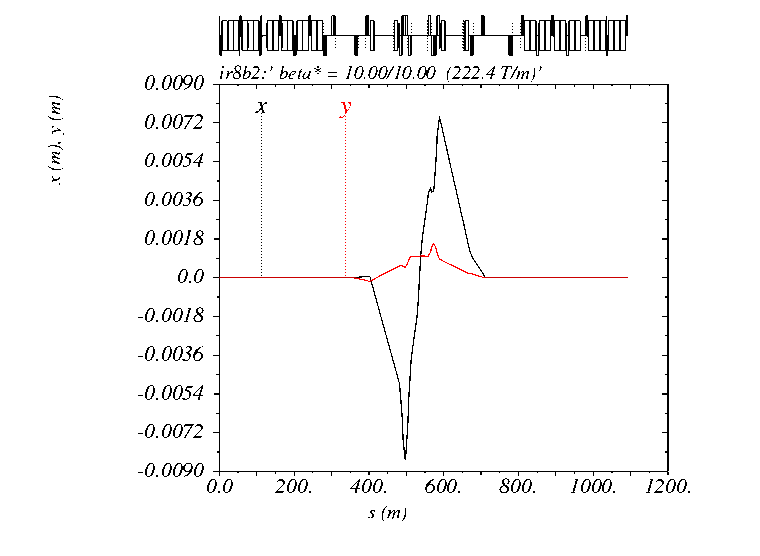 ir8b2:' beta* = 10.00/10.00 (222.4 T/m)'
x (m), y (m)
x y
0.0090
0.0072
0.0054
0.0036
0.0018
0.0
-0.0018
-0.0036
-0.0054
-0.0072
-0.0090
0.0 200. 400. 600. 800. 1000. 1200.
s (m)